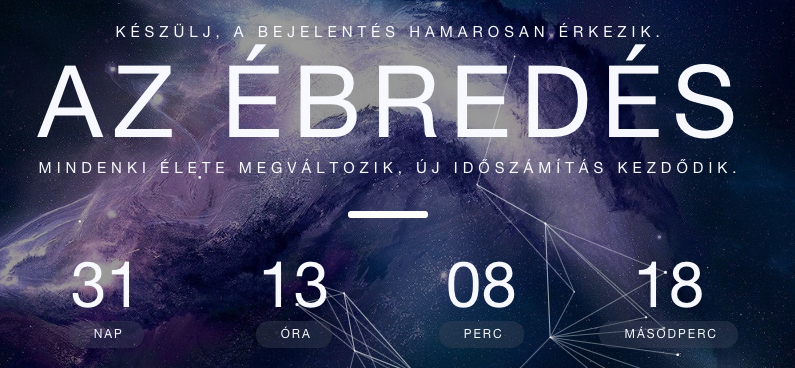 KÉSZÜLJ, A BEJELENTÉS HAMAROSAN ÉRKEZIK.
AZ ÉBREDÉS
MINDENKI ÉLETE MEGVÁLTOZIK, ÚJ IDŐSZÁMÍTÁS KEZDŐDIK.
31 13 08 18
NAP ÓRA PERC MÁSODPERC